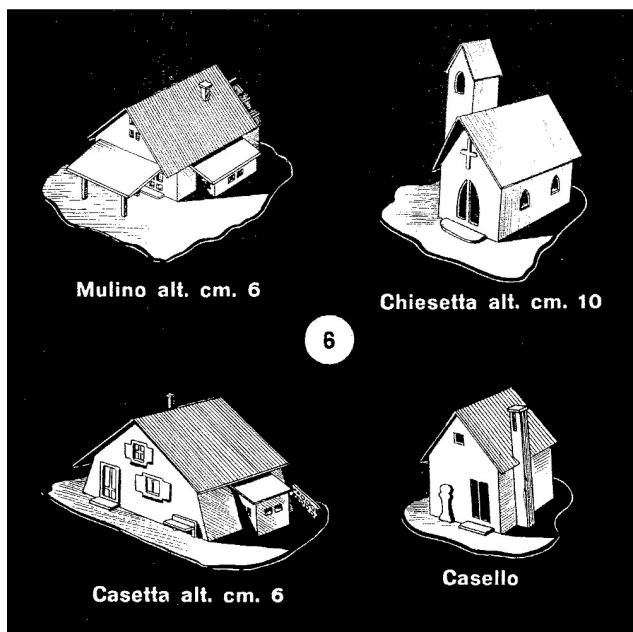 Mulino alt. cm. 6
Chiesetta alt. cm. 10
6
Casetta alt. cm. 6
Casello